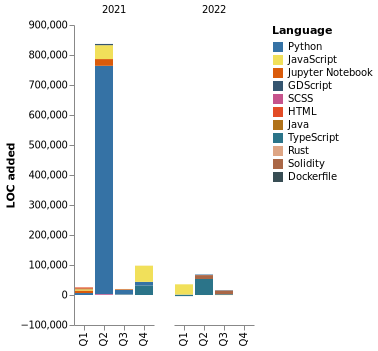 2021 2022
Language
Python
JavaScript
Jupyter Notebook
GDScript
SCSS
HTML
Java
TypeScript
Rust
Solidity
Dockerfile
LOC added
900,000
800,000
700,000
600,000
500,000
400,000
300,000
200,000
100,000
0
−100,000
Q1 Q2 Q3 Q4 Q1 Q2 Q3 Q4